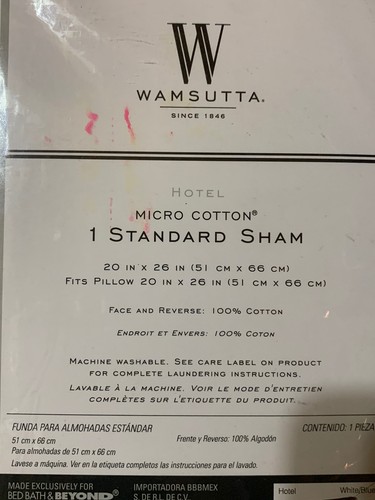 W
WAMSUTTA®
SINCE 1846
HOTEL
MICRO COTTON®
1 STANDARD SHAM
20 IN X 26 IN (51 CM X 66 CM)
FITS PILLOW 20 IN X 26 IN (51 CM X 66 CM)
FACE AND REVERSE: 100% COTTON
ENDROIT ET ENVERS: 100% COTON
MACHINE WASHABLE. SEE CARE LABEL ON PRODUCT
FOR COMPLETE LAUNDERING INSTRUCTIONS.
LAVABLE À LA MACHINE. VOIR LE MODE D'ENTRETIEN
COMPLÈTES SUR L'ETIQUETTE DU PRODUIT.
FUNDA PARA ALMOHADAS ESTÁNDAR CONTENIDO: 1 PIEZA
51 cm x 66 cm Frente y Reverso: 100% Algodón
Para almohadas de 51 cm x 66 cm
Lavese a máquina. Ver en la etiqueta completos las instrucciones para el lavado.
MADE EXCLUSIVELY FOR IMPORTADORA BBBMEX Hotel White/Blu
BED BATH & BEYOND® S. DE R.L. DE C.V.